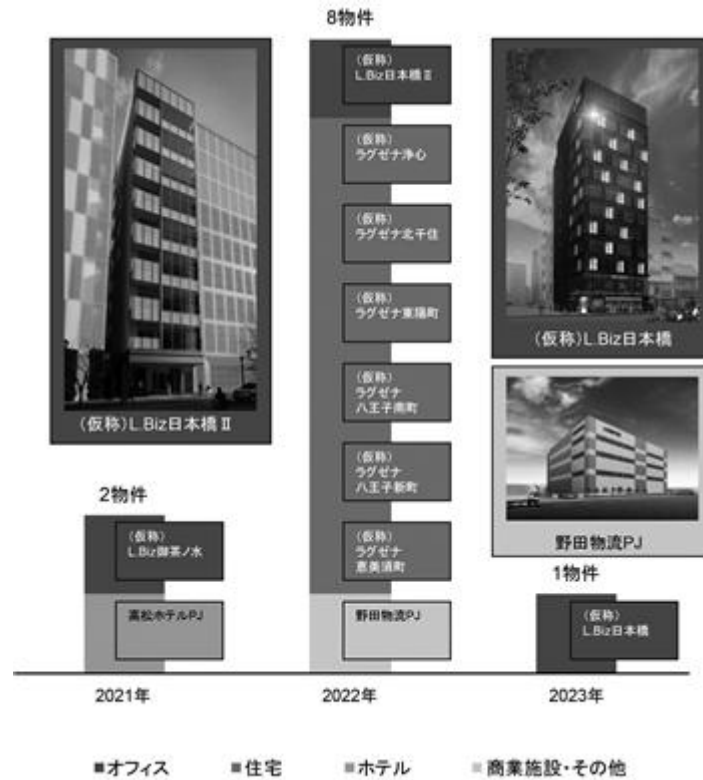 8物件
(仮称)
L.Biz日本橋Ⅱ
(仮称)
ラグゼナ浄心
(仮称)
ラグゼナ北千住
(仮称)
ラグゼナ東陽町
(仮称)
ラグゼナ
八王子南町
(仮称)
ラグゼナ
八王子新町
(仮称)
ラグゼナ
恵美須町
野田物流PJ
(仮称)L.Biz日本橋Ⅱ
2物件
(仮称)
L.Biz御茶ノ水
高松ホテルPJ
(仮称)L.Biz日本橋
野田物流PJ
1物件
(仮称)
L.Biz日本橋
2021年
2022年
2023年
■オフィス
■住宅
■ホテル
■商業施設・その他